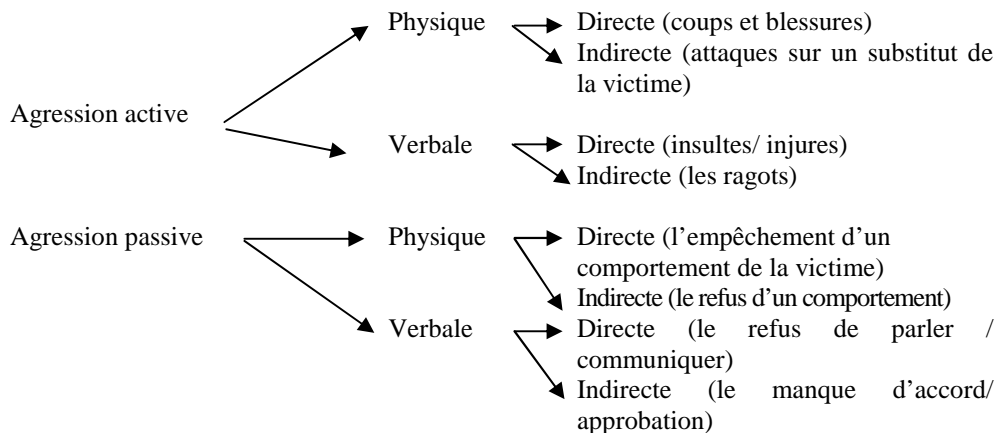 Physique
Directe (coups et blessures)
Indirecte (attaques sur un substitut de
la victime)
Agression active
Verbale
Directe (insultes/ injures)
Indirecte (les ragots)
Agression passive
Physique
Directe (l’empêchement d’un
comportement de la victime)
Indirecte (le refus d’un comportement)
Verbale
Directe (le refus de parler /
communiquer)
Indirecte (le manque d’accord/
approbation)